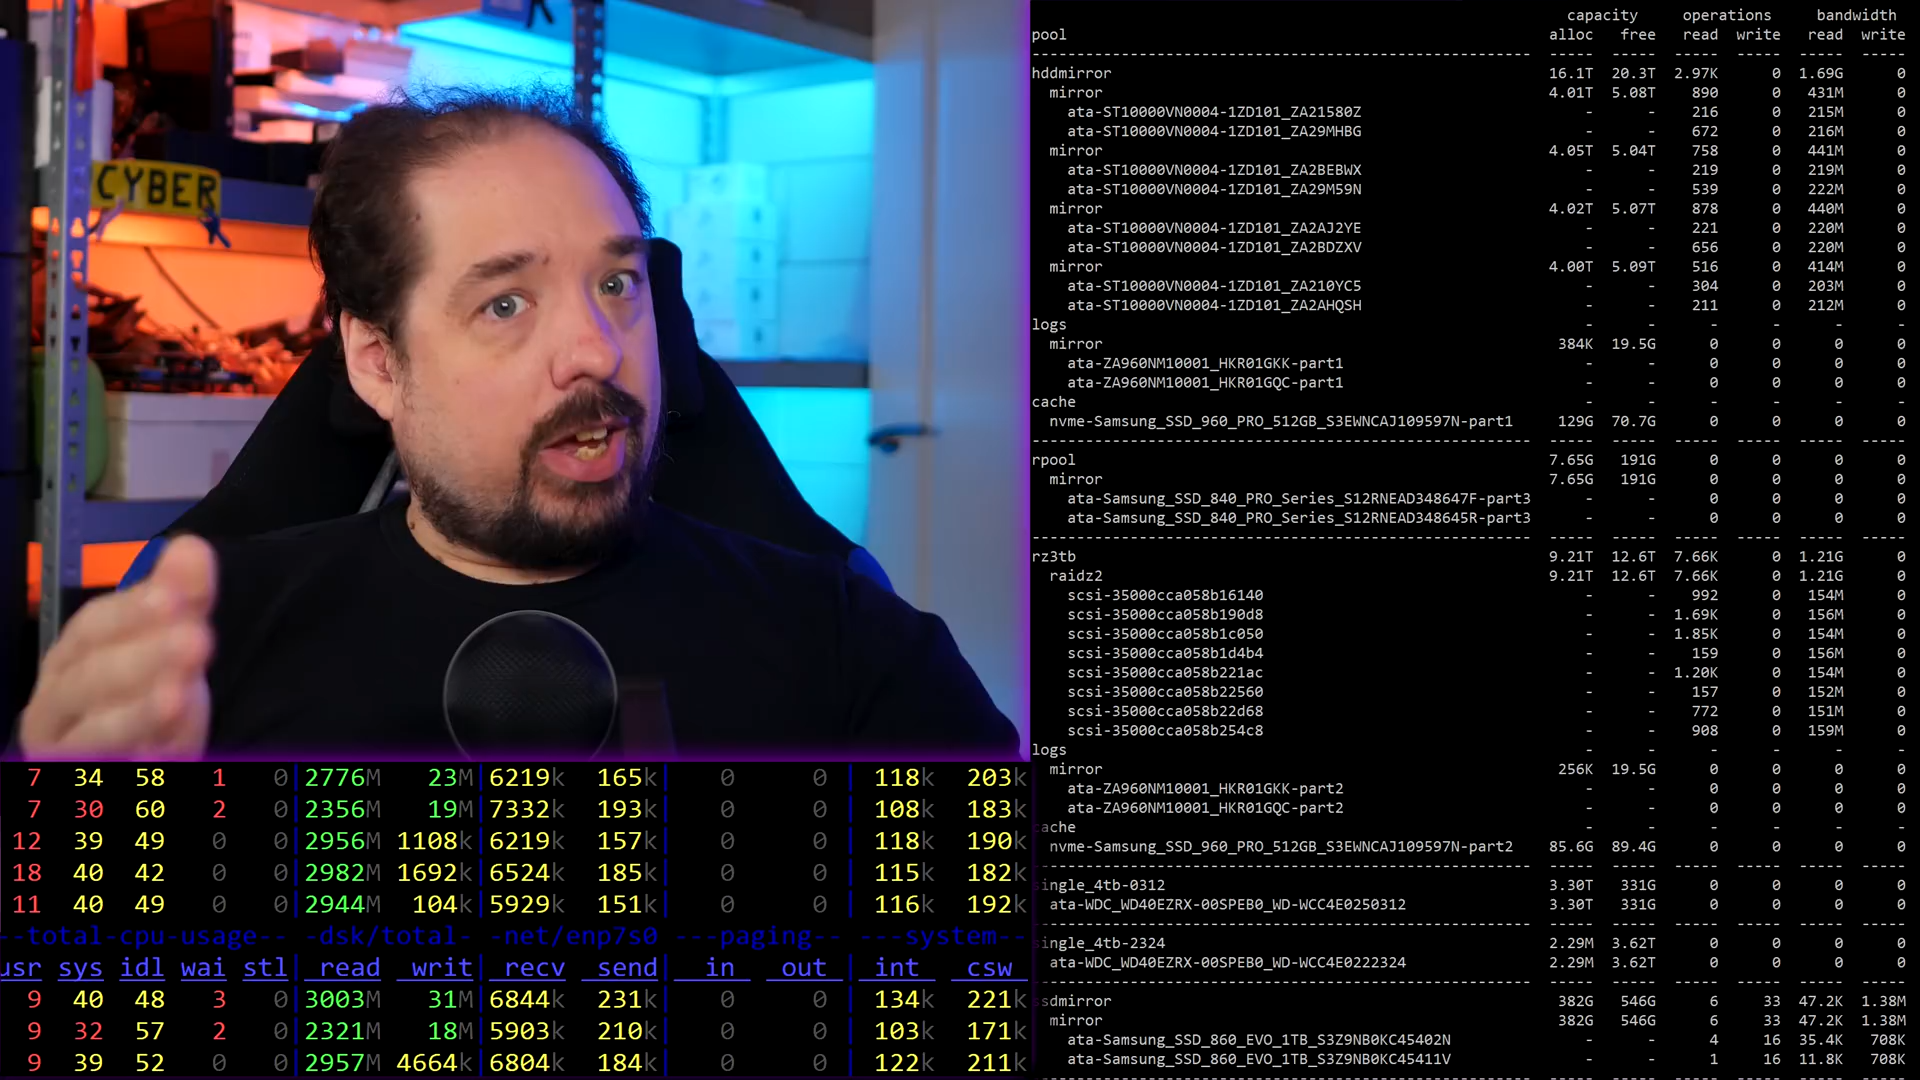 CYBER
capacity operations bandwidth
pool alloc free read write read write
hddmirror 16.1T 20.3T 2.97K 0 1.69G 0
mirror 4.01T 5.08T 890 0 431M 0
ata-ST10000VN0004-1ZD101_ZA21580Z - - 216 0 215M 0
ata-ST10000VN0004-1ZD101_ZA29MHBG - - 672 0 216M 0
mirror 4.05T 5.04T 758 0 441M 0
ata-ST10000VN0004-1ZD101_ZA2BEBWX - - 219 0 219M 0
ata-ST10000VN0004-1ZD101_ZA29M59N - - 539 0 222M 0
mirror 4.02T 5.07T 878 0 440M 0
ata-ST10000VN0004-1ZD101_ZA2AJ2YE - - 221 0 220M 0
ata-ST10000VN0004-1ZD101_ZA2BDZXV - - 656 0 220M 0
mirror 4.00T 5.09T 516 0 414M 0
ata-ST10000VN0004-1ZD101_ZA210YC5 - - 304 0 203M 0
ata-ST10000VN0004-1ZD101_ZA2AHQSH - - 211 0 212M 0
logs - - - - - -
mirror 384K 19.5G 0 0 0 0
ata-ZA960NM10001_HKR01GKK-part1 - - 0 0 0 0
ata-ZA960NM10001_HKR01GQC-part1 - - 0 0 0 0
cache - - - - - -
nvme-Samsung_SSD_960_PRO_512GB_S3EWNCAJ109597N-part1 129G 70.7G 0 0 0 0
rpool 7.65G 191G 0 0 0 0
mirror 7.65G 191G 0 0 0 0
ata-Samsung_SSD_840_PRO_Series_S12RNEAD348647F-part3 - - 0 0 0 0
ata-Samsung_SSD_840_PRO_Series_S12RNEAD348645R-part3 - - 0 0 0 0
rz3tb 9.21T 12.6T 7.66K 0 1.21G 0
raidz2 9.21T 12.6T 7.66K 0 1.21G 0
scsi-35000cca058b16140 - - 992 0 154M 0
scsi-35000cca058b190d8 - - 1.69K 0 156M 0
scsi-35000cca058b1c050 - - 1.85K 0 154M 0
scsi-35000cca058b1d4b4 - - 159 0 156M 0
scsi-35000cca058b221ac - - 1.20K 0 154M 0
scsi-35000cca058b22560 - - 157 0 152M 0
scsi-35000cca058b22d68 - - 772 0 151M 0
scsi-35000cca058b254c8 - - 908 0 159M 0
logs - - - - - -
mirror 256K 19.5G 0 0 0 0
ata-ZA960NM10001_HKR01GKK-part2 - - 0 0 0 0
ata-ZA960NM10001_HKR01GQC-part2 - - 0 0 0 0
cache - - - - - -
nvme-Samsung_SSD_960_PRO_512GB_S3EWNCAJ109597N-part2 85.6G 89.4G 0 0 0 0
single_4tb-0312 3.30T 331G 0 0 0 0
ata-WDC_WD40EZRX-00SPEB0_WD-WCC4E0250312 3.30T 331G 0 0 0 0
single_4tb-2324 2.29M 3.62T 0 0 0 0
ata-WDC_WD40EZRX-00SPEB0_WD-WCC4E0222324 2.29M 3.62T 0 0 0 0
ssdmirror 382G 546G 6 33 47.2K 1.38M
mirror 382G 546G 6 33 47.2K 1.38M
ata-Samsung_SSD_860_EVO_1TB_S3Z9NB0KC45402N - - 4 16 35.4K 708K
ata-Samsung_SSD_860_EVO_1TB_S3Z9NB0KC45411V - - 1 16 11.8K 708K
7 34 58 1 0 2776M 23M 6219k 165k 0 0 118k 203k
7 30 60 2 0 2356M 19M 7332k 193k 0 0 108k 183k
12 39 49 0 0 2956M 1108k 6219k 157k 0 0 118k 190k
18 40 42 0 0 2982M 1692k 6524k 185k 0 0 115k 182k
11 40 49 0 0 2944M 104k 5929k 151k 0 0 116k 192k
--total-cpu-usage-- -dsk/total- -net/enp7s0 ---paging-- ---system--
usr sys idl wai stl read writ recv send in out int csw
9 40 48 3 0 3003M 31M 6844k 231k 0 0 134k 221k
9 32 57 2 0 2321M 18M 5903k 210k 0 0 103k 171k
9 39 52 0 0 2957M 4664k 6804k 184k 0 0 122k 211k